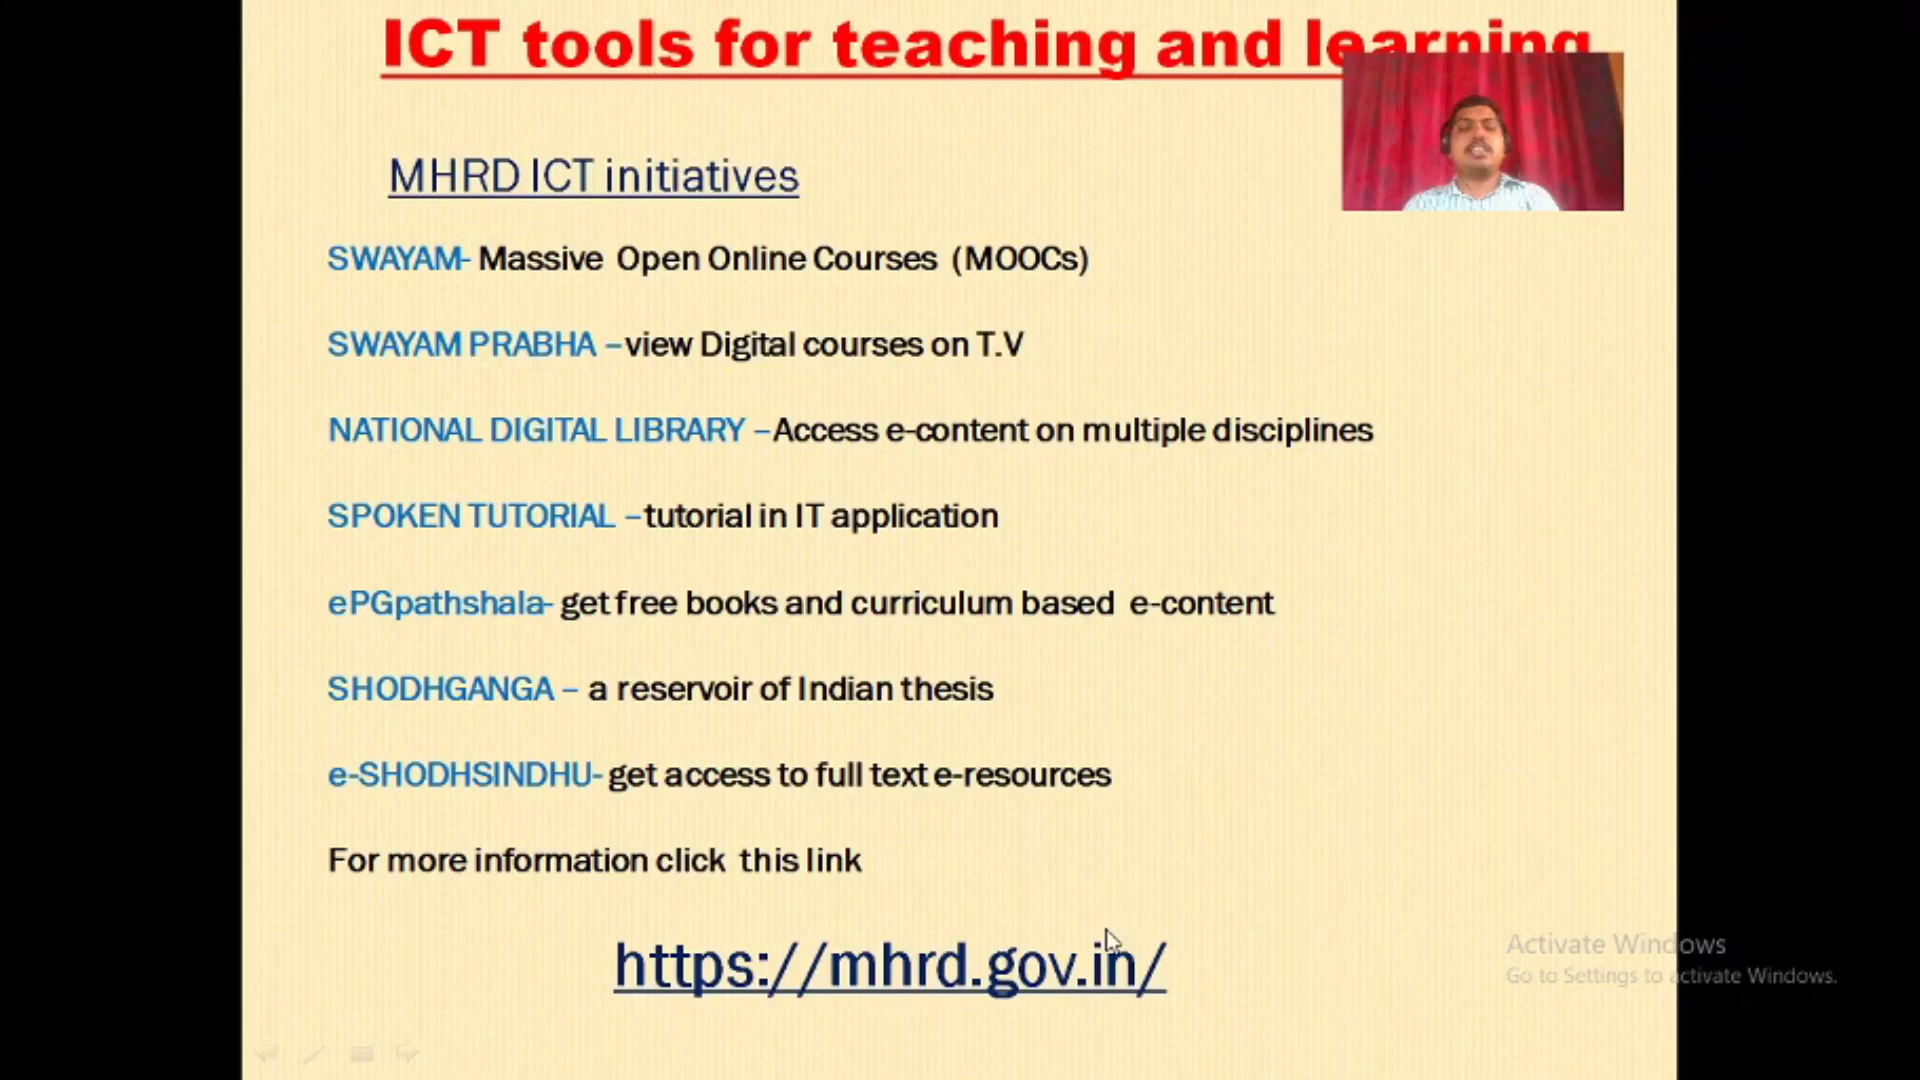 ICT tools for teaching and learning
MHRD ICT initiatives
SWAYAM- Massive Open Online Courses (MOOCs)
SWAYAM PRABHA –view Digital courses on T.V
NATIONAL DIGITAL LIBRARY –Access e-content on multiple disciplines
SPOKEN TUTORIAL –tutorial in IT application
ePGpathshala- get free books and curriculum based e-content
SHODHGANGA – a reservoir of Indian thesis
e-SHODHSINDHU- get access to full text e-resources
For more information click this link
https://mhrd.gov.in/
Activate Windows
Go to Settings to activate Windows.